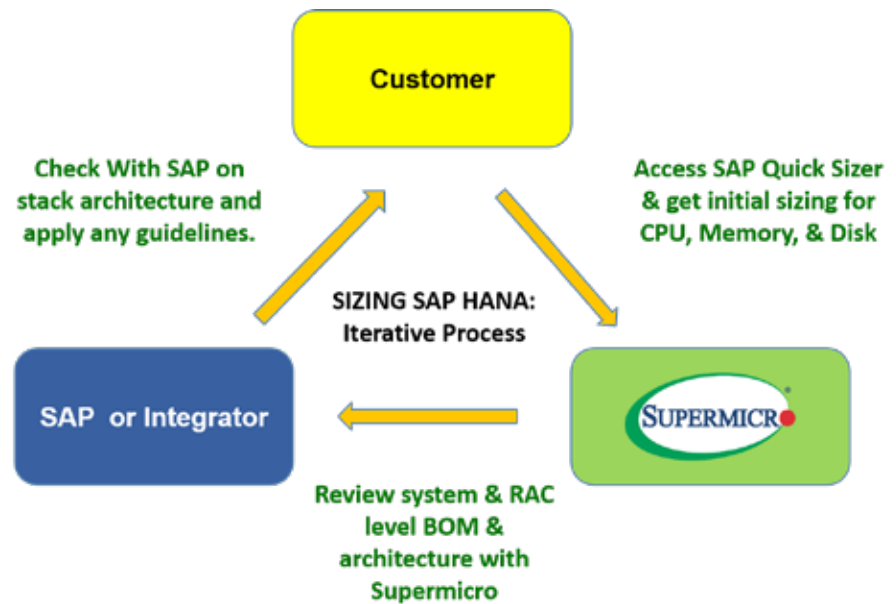 Customer
Check With SAP on
stack architecture and
apply any guidelines.
Access SAP Quick Sizer
& get initial sizing for
CPU, Memory, & Disk
SIZING SAP HANA:
Iterative Process
SAP or Integrator
SUPERMICR
Review system & RAC
level BOM &
architecture with
Supermicro